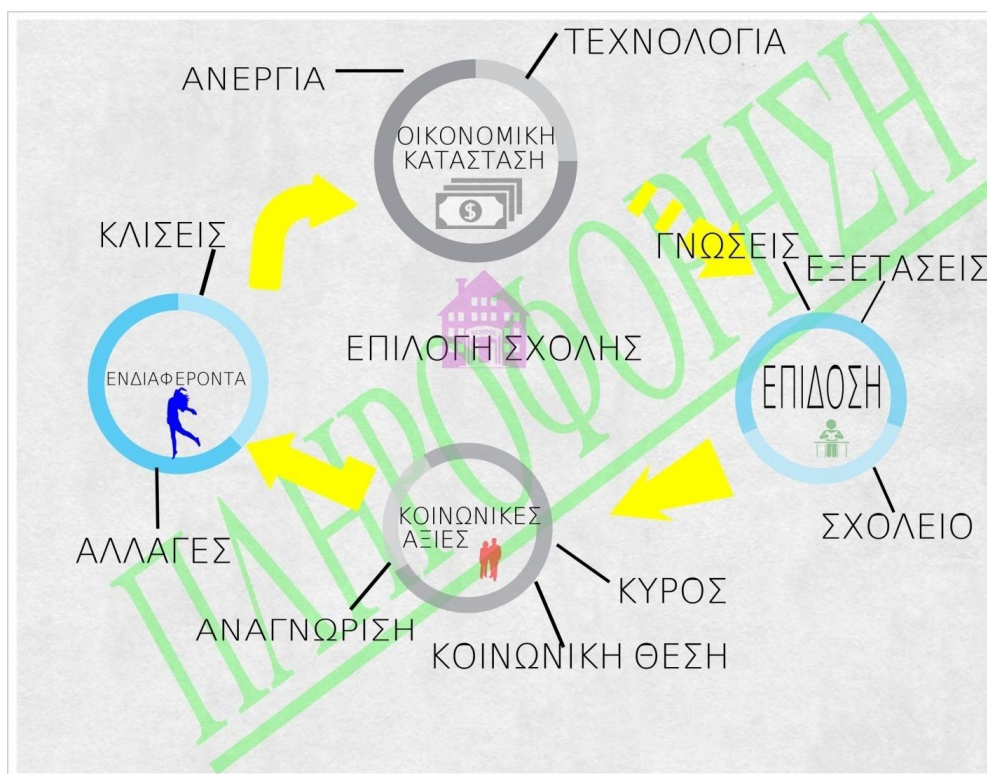 ΤΕΧΝΟΛΟΓΙΑ
ΑΝΕΡΓΙΑ
ΟΙΚΟΝΟΜΙΚΗ
ΚΑΤΑΣΤΑΣΗ
$
ΚΛΙΣΕΙΣ
ΓΝΩΣΕΙΣ
ΕΞΕΤΑΣΕΙΣ
SCHOOL
ΕΠΙΛΟΓΗ ΣΧΟΛΗΣ
ΕΝΔΙΑΦΕΡΟΝΤΑ
ΕΠΙΔΟΣΗ
ΚΟΙΝΩΝΙΚΕΣ
ΑΞΙΕΣ
ΣΧΟΛΕΙΟ
ΑΛΛΑΓΕΣ
ΚΥΡΟΣ
ΑΝΑΓΝΩΡΙΣΗ
ΚΟΙΝΩΝΙΚΗ ΘΕΣΗ
ΠΛΗΡΟΦΟΡΗΣΗ